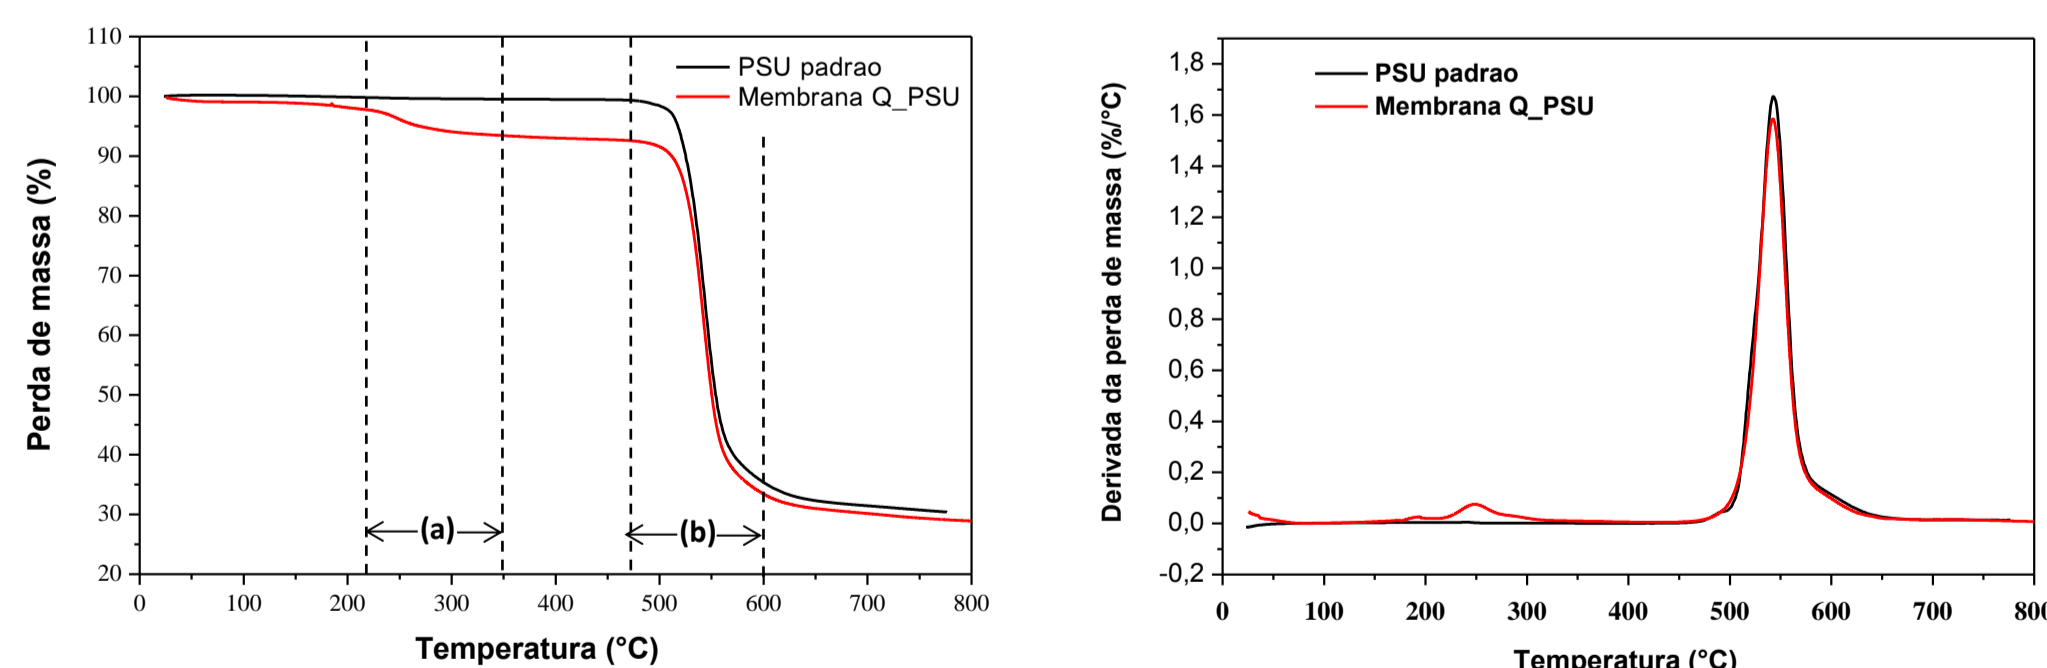 110
100
90
80
70
60
50
40
30
20
0 100 200 300 400 500 600 700 800
Perda de massa (%)
Temperatura (°C)
PSU padrao
Membrana Q_PSU
(a)
(b)
1,8
1,6
1,4
1,2
1,0
0,8
0,6
0,4
0,2
0,0
-0,2
0 100 200 300 400 500 600 700 800
Derivada da perda de massa (%/°C)
Temperatura (°C)
PSU padrao
Membrana Q_PSU